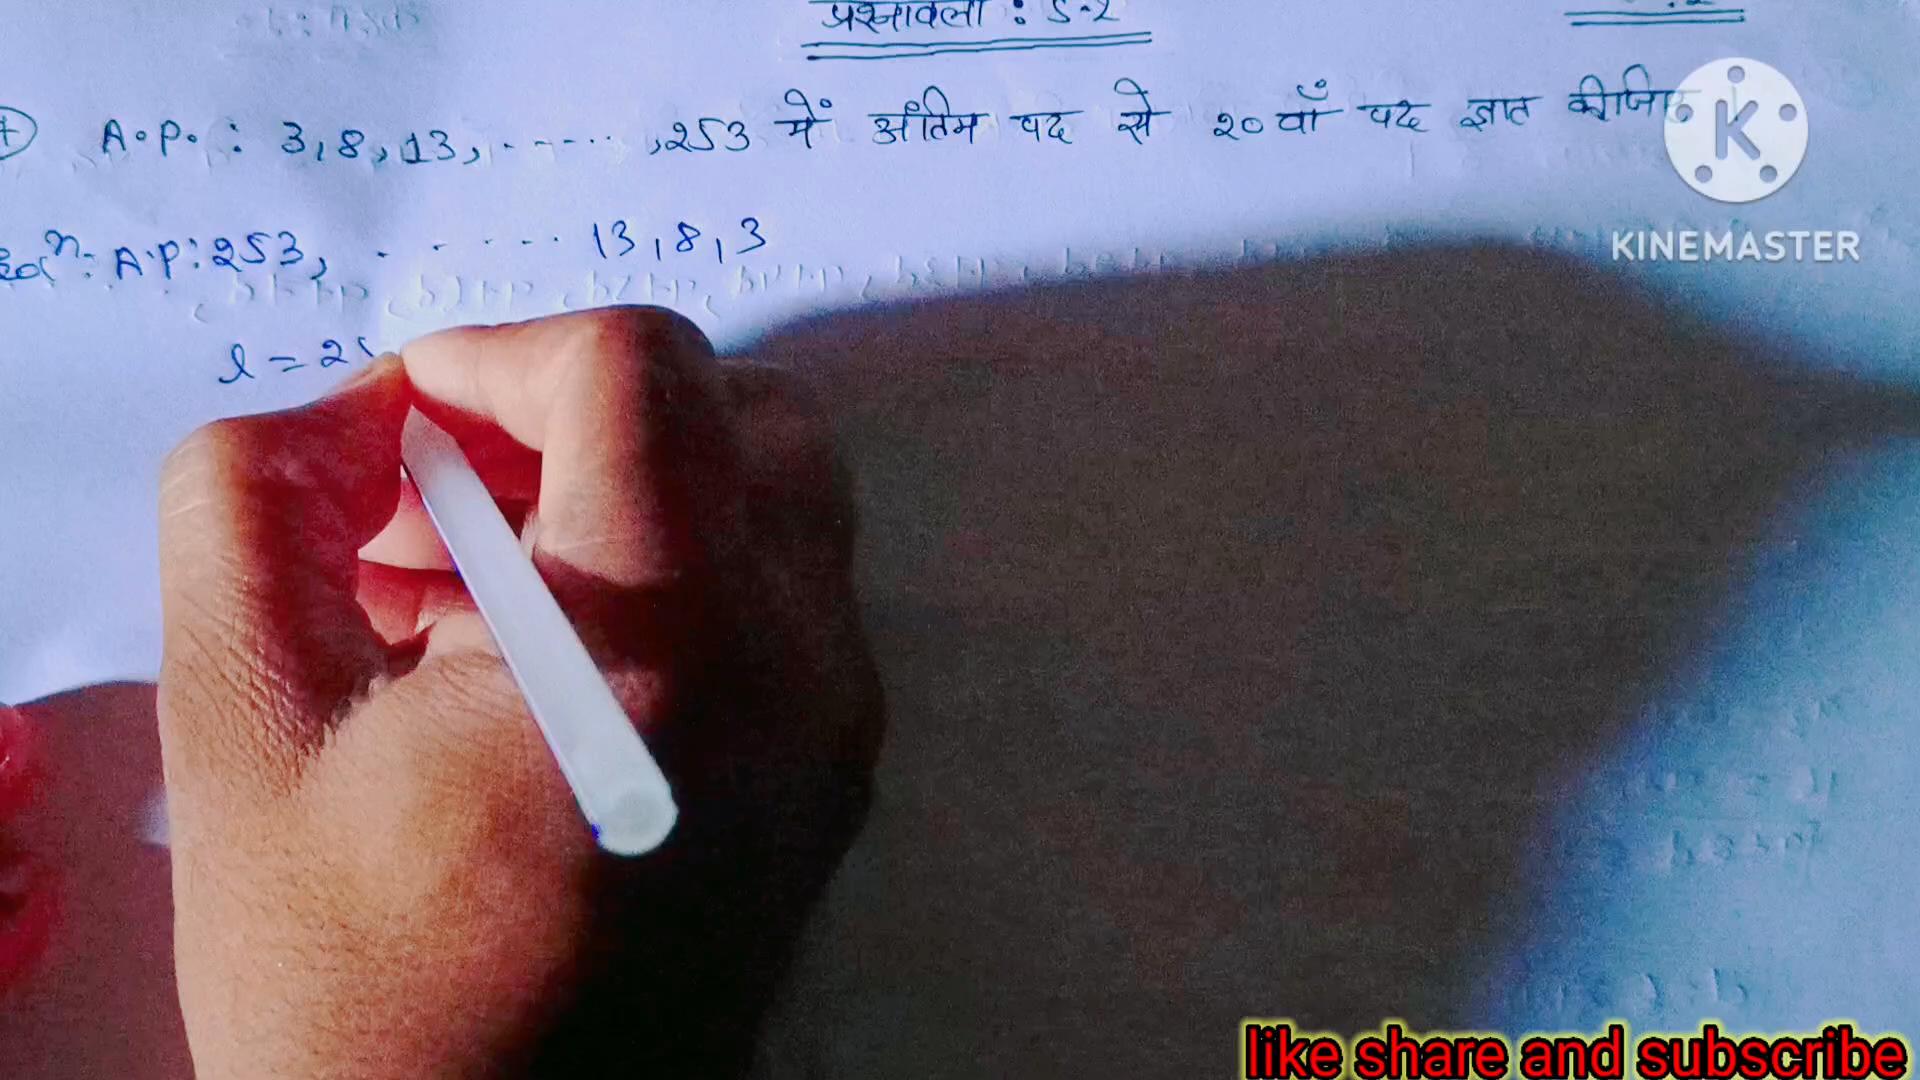 प्रश्नावली : 5.2
A.P. : 3, 8, 13, ------, 253 में अंतिम पद से 20 वाँ पद ज्ञात कीजिए
K
KINEMASTER
Solⁿ: A.P: 253, ...... 13, 8, 3
l = 2
like share and subscribe